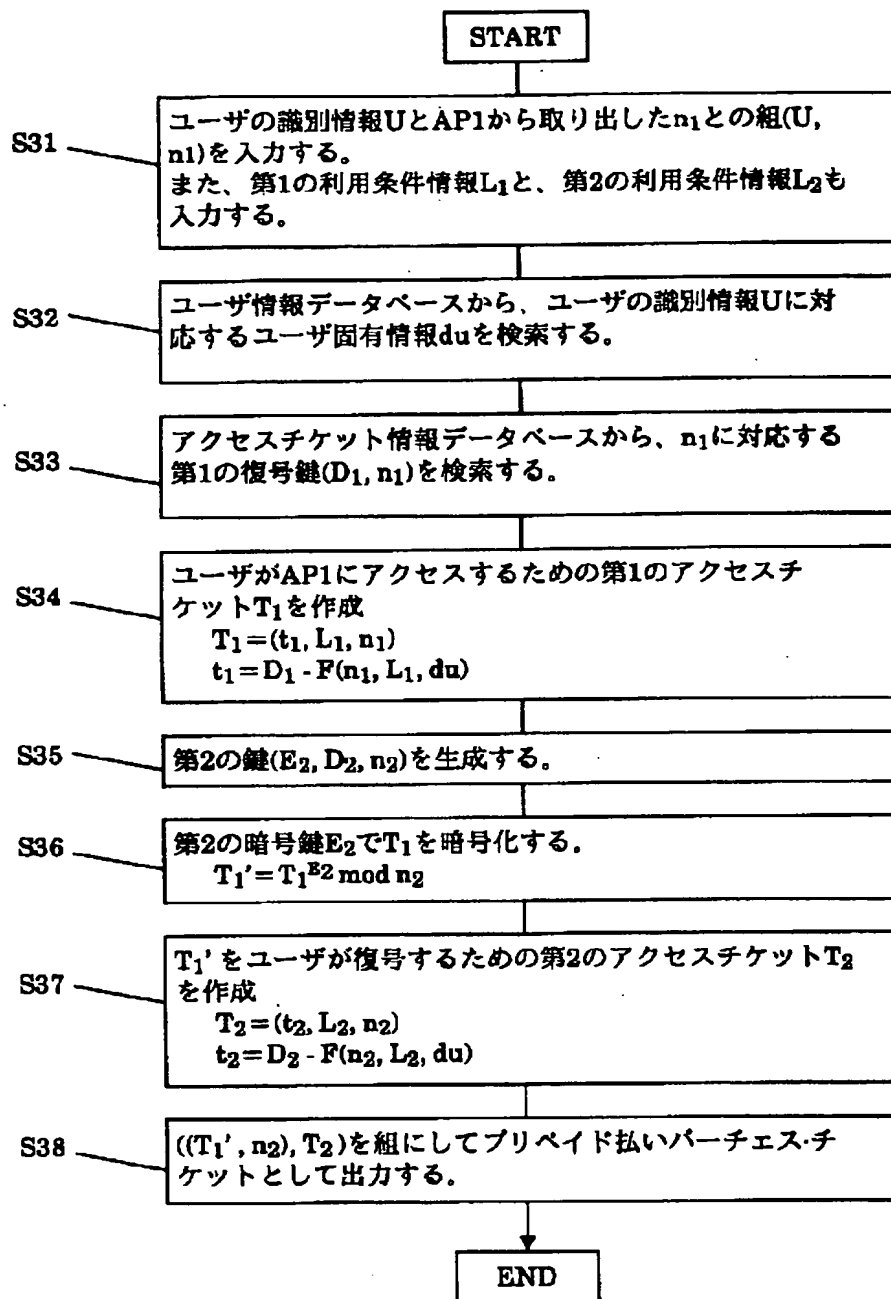 START
S31
ユーザの識別情報UとAP1から取り出したn₁との組(U,
n1)を入力する。
また、第1の利用条件情報L₁と、第2の利用条件情報L₂も
入力する。
S32
ユーザ情報データベースから、ユーザの識別情報Uに対
応するユーザ固有情報duを検索する。
S33
アクセスチケット情報データベースから、n₁に対応する
第1の復号鍵(D₁, n₁)を検索する。
S34
ユーザがAP1にアクセスするための第1のアクセスチ
ケットT₁を作成
T₁=(t₁, L₁, n₁)
t₁=D₁ - F(n₁, L₁, du)
S35
第2の鍵(E₂, D₂, n₂)を生成する。
S36
第2の暗号鍵E₂でT₁を暗号化する。
T₁'=T₁ᴱ² mod n₂
S37
T₁'をユーザが復号するための第2のアクセスチケットT₂
を作成
T₂=(t₂, L₂, n₂)
t₂=D₂ - F(n₂, L₂, du)
S38
((T₁', n₂), T₂)を組にしてプリペイド払いパーチェス·チ
ケットとして出力する。
END